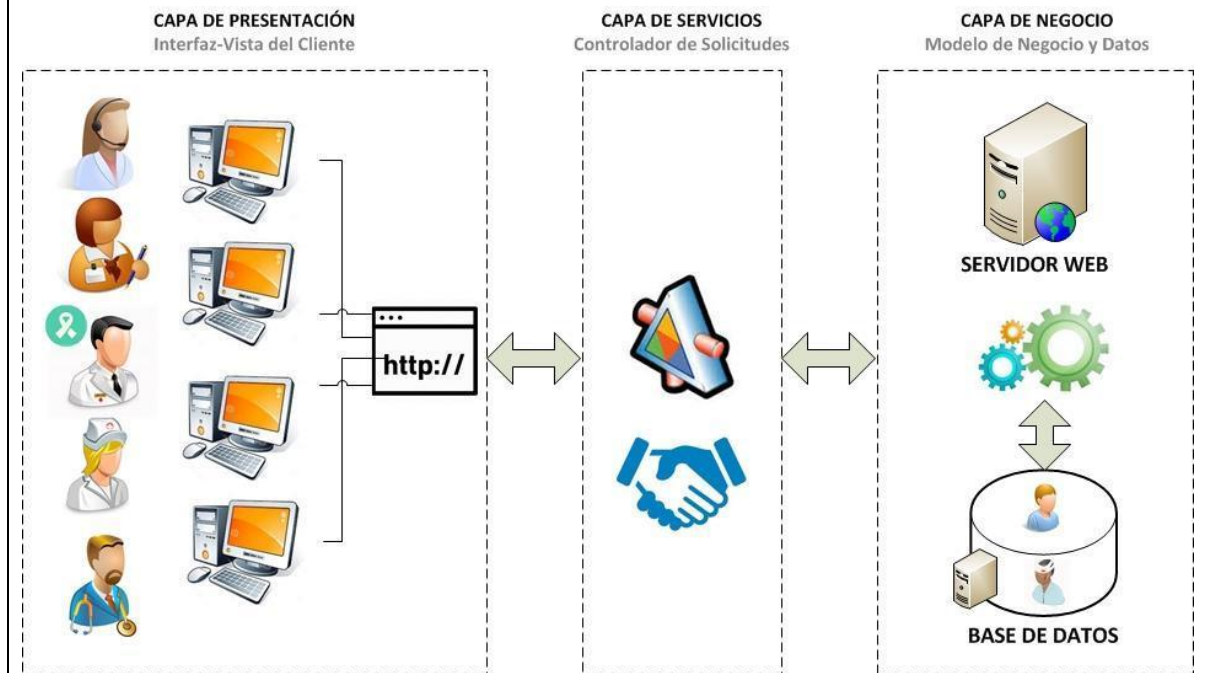 CAPA DE PRESENTACIÓN
Interfaz-Vista del Cliente
CAPA DE SERVICIOS
Controlador de Solicitudes
CAPA DE NEGOCIO
Modelo de Negocio y Datos
http://
SERVIDOR WEB
BASE DE DATOS